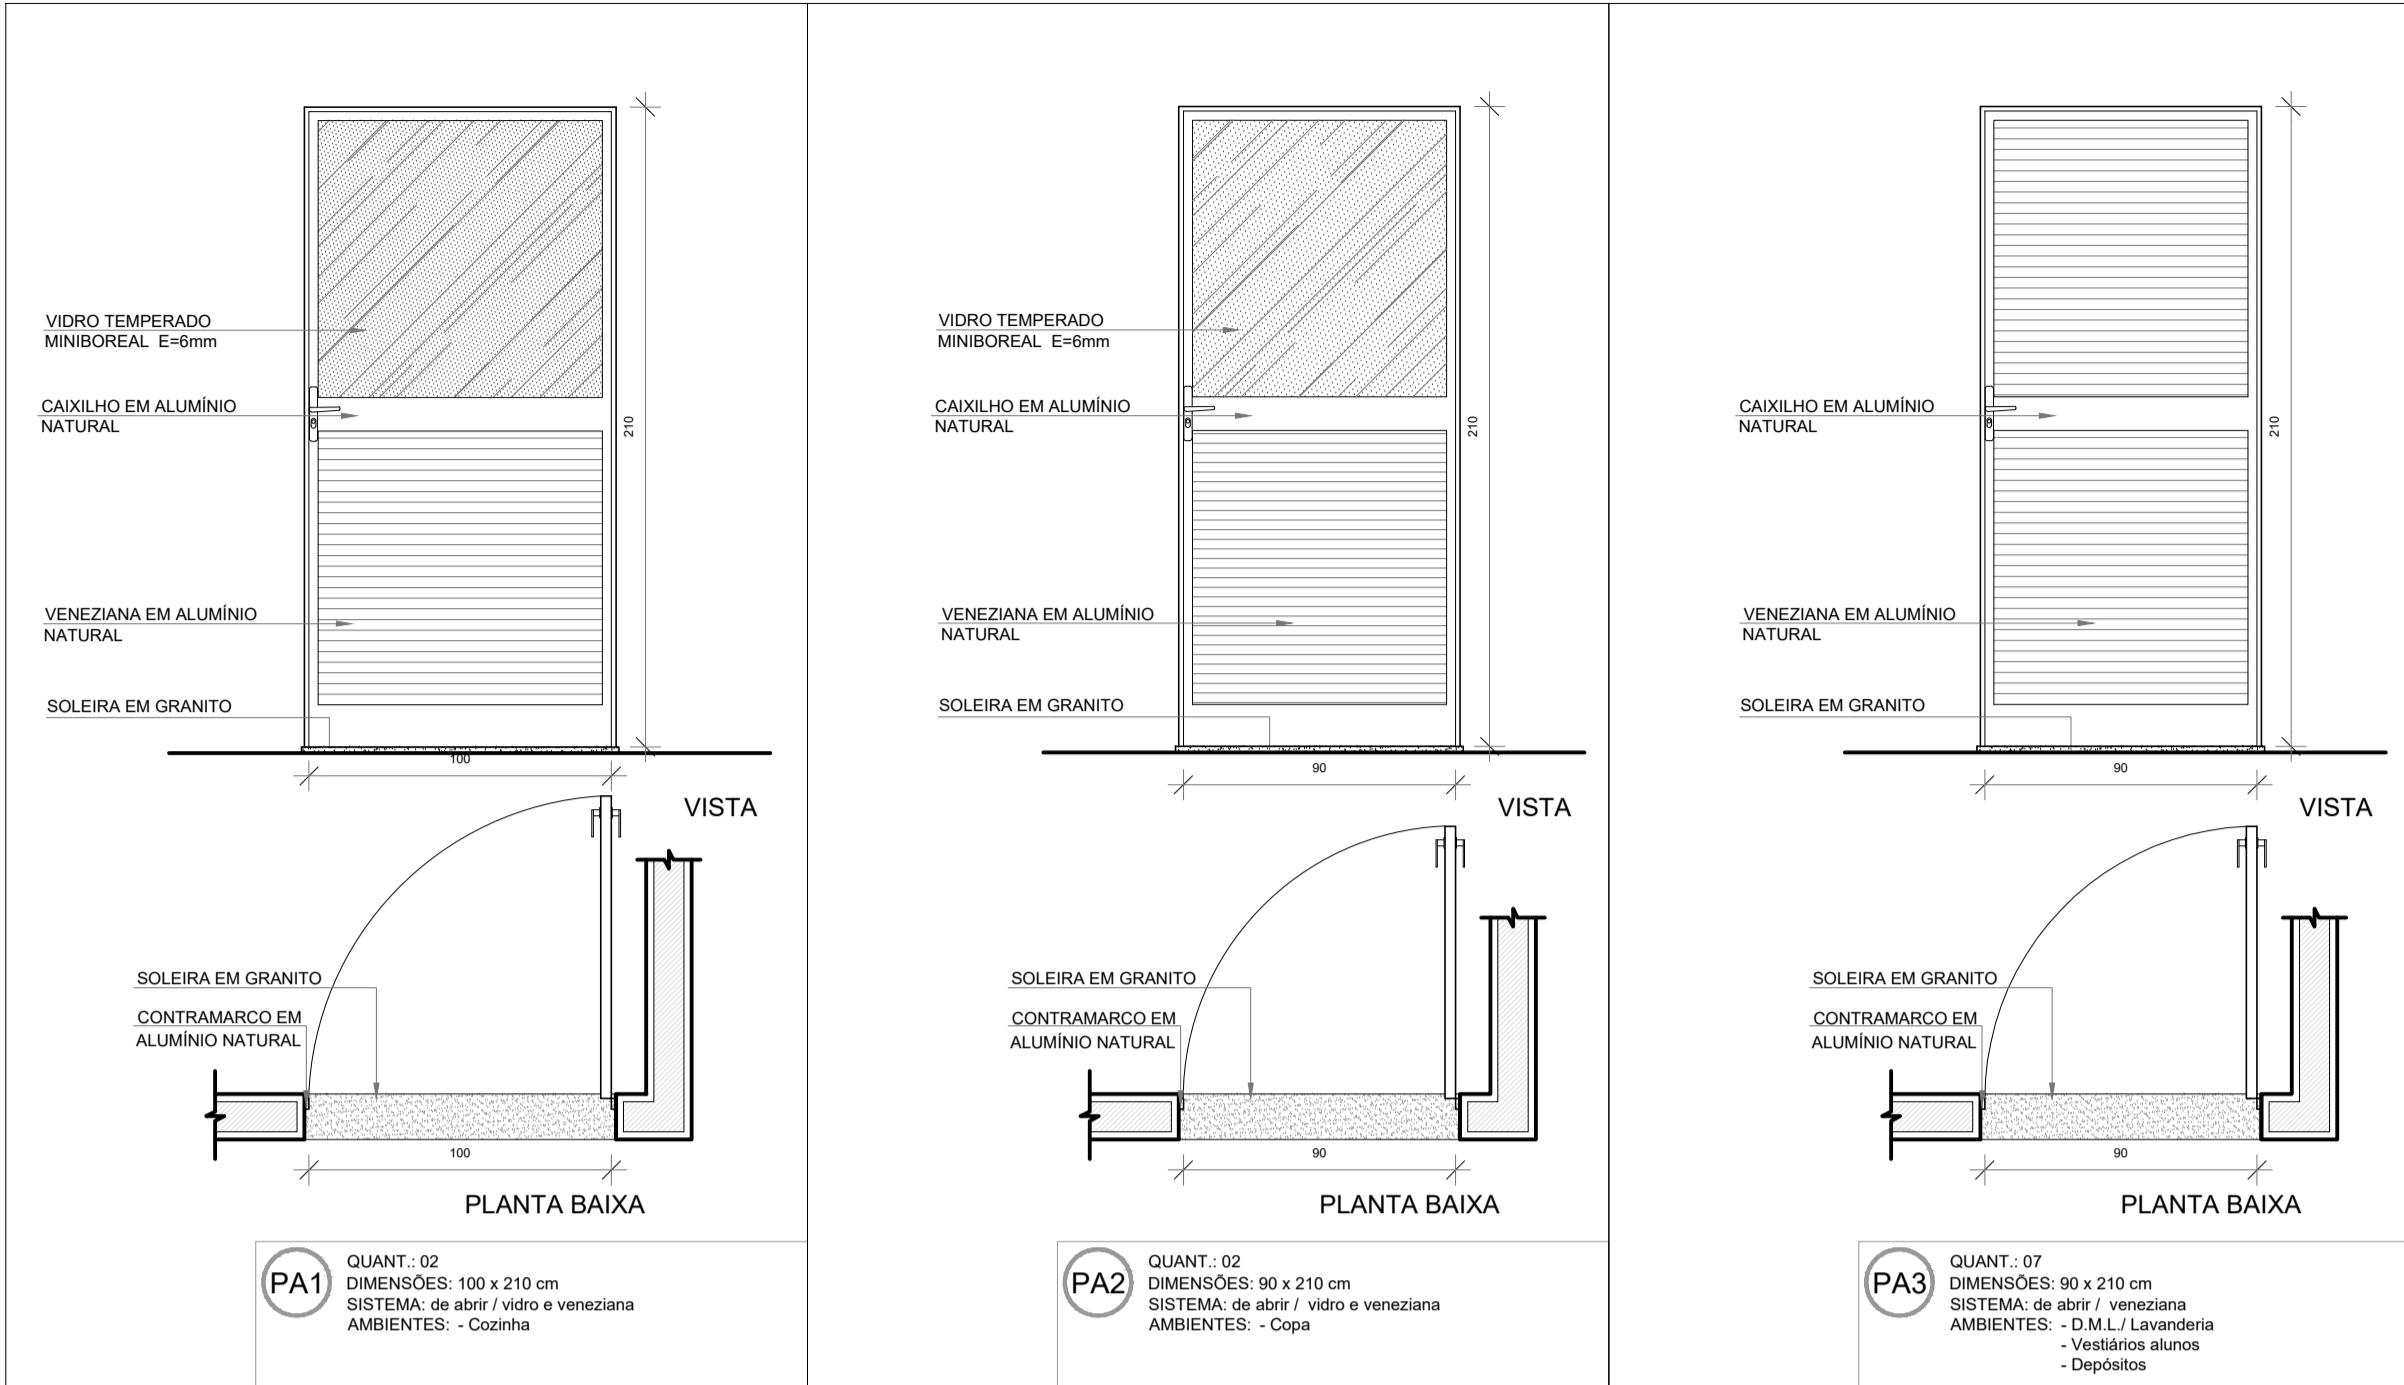 VIDRO TEMPERADO
MINIBOREAL E=6mm
CAIXILHO EM ALUMÍNIO
NATURAL
210
VENEZIANA EM ALUMÍNIO
NATURAL
SOLEIRA EM GRANITO
100
VISTA
SOLEIRA EM GRANITO
CONTRAMARCO EM
ALUMÍNIO NATURAL
100
PLANTA BAIXA
PA1
QUANT.: 02
DIMENSÕES: 100 x 210 cm
SISTEMA: de abrir / vidro e veneziana
AMBIENTES: - Cozinha
VIDRO TEMPERADO
MINIBOREAL E=6mm
CAIXILHO EM ALUMÍNIO
NATURAL
210
VENEZIANA EM ALUMÍNIO
NATURAL
SOLEIRA EM GRANITO
90
VISTA
SOLEIRA EM GRANITO
CONTRAMARCO EM
ALUMÍNIO NATURAL
90
PLANTA BAIXA
PA2
QUANT.: 02
DIMENSÕES: 90 x 210 cm
SISTEMA: de abrir / vidro e veneziana
AMBIENTES: - Copa
CAIXILHO EM ALUMÍNIO
NATURAL
210
VENEZIANA EM ALUMÍNIO
NATURAL
SOLEIRA EM GRANITO
90
VISTA
SOLEIRA EM GRANITO
CONTRAMARCO EM
ALUMÍNIO NATURAL
90
PLANTA BAIXA
PA3
QUANT.: 07
DIMENSÕES: 90 x 210 cm
SISTEMA: de abrir / veneziana
AMBIENTES: - D.M.L./ Lavanderia
- Vestiários alunos
- Depósitos